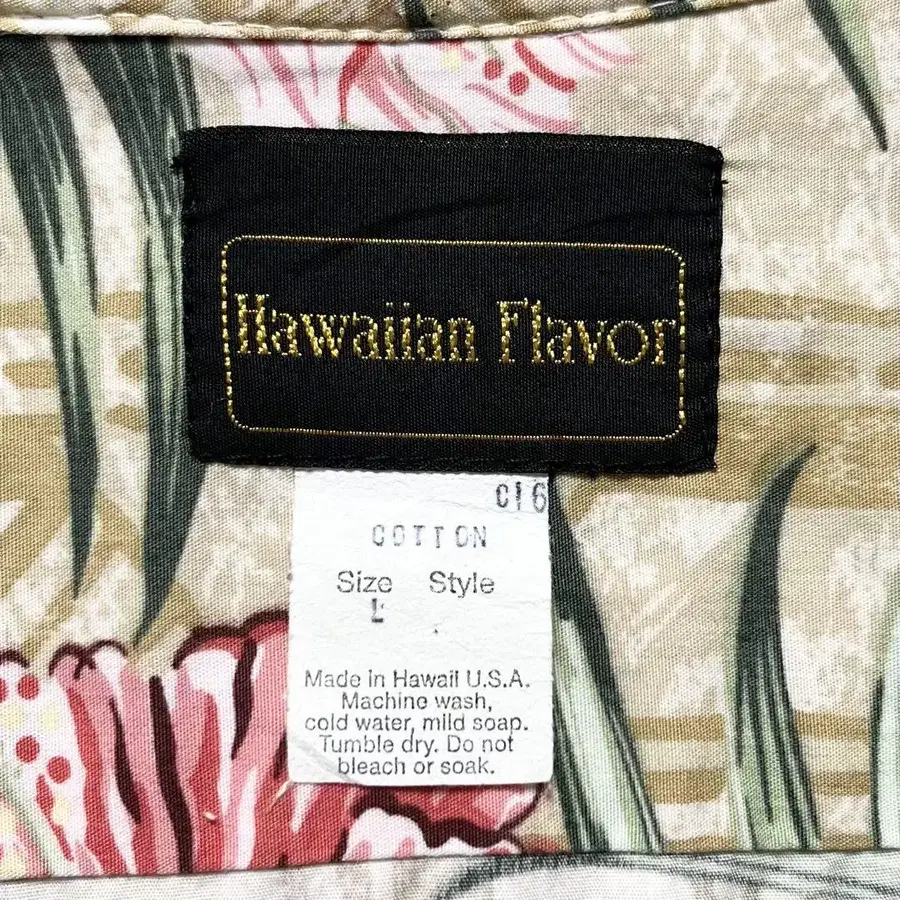 Hawaiian Flavor
C16
COTTON
Size Style
L
Made in Hawaii U.S.A.
Machine wash,
cold water, mild soap.
Tumble dry. Do not
bleach or soak.